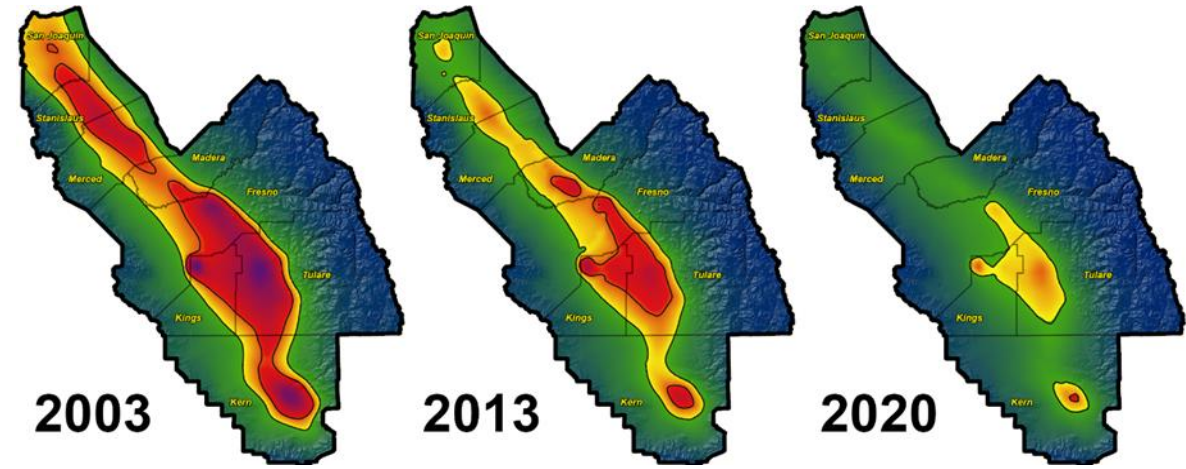 San Joaquin
Stanislaus
Merced
Madera
Fresno
Tulare
Kings
Kern
2003
San Joaquin
Stanislaus
Merced
Madera
Fresno
Tulare
Kings
Kern
2013
San Joaquin
Stanislaus
Merced
Madera
Fresno
Tulare
Kings
Kern
2020